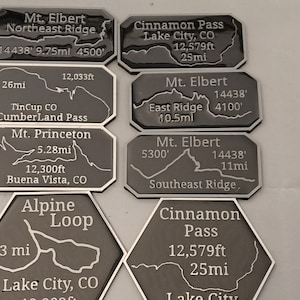 Mt. Elbert
Northeast Ridge
14438' 9.75mi 4500'
Cinnamon Pass
Lake City, CO
12,579ft
25mi
12,033ft
26mi
TinCup CO
CumberLand Pass
Mt. Elbert
14438'
East Ridge 4100'
10.5ml
Mt. Princeton
5.28mi
12,300ft
Buena Vista, CO
Mt. Elbert
5300' 14438'
11mi
Southeast Ridge
Alpine
Loop
3 mi
Lake City, CO
Cinnamon
Pass
12,579ft
25mi
Lake City